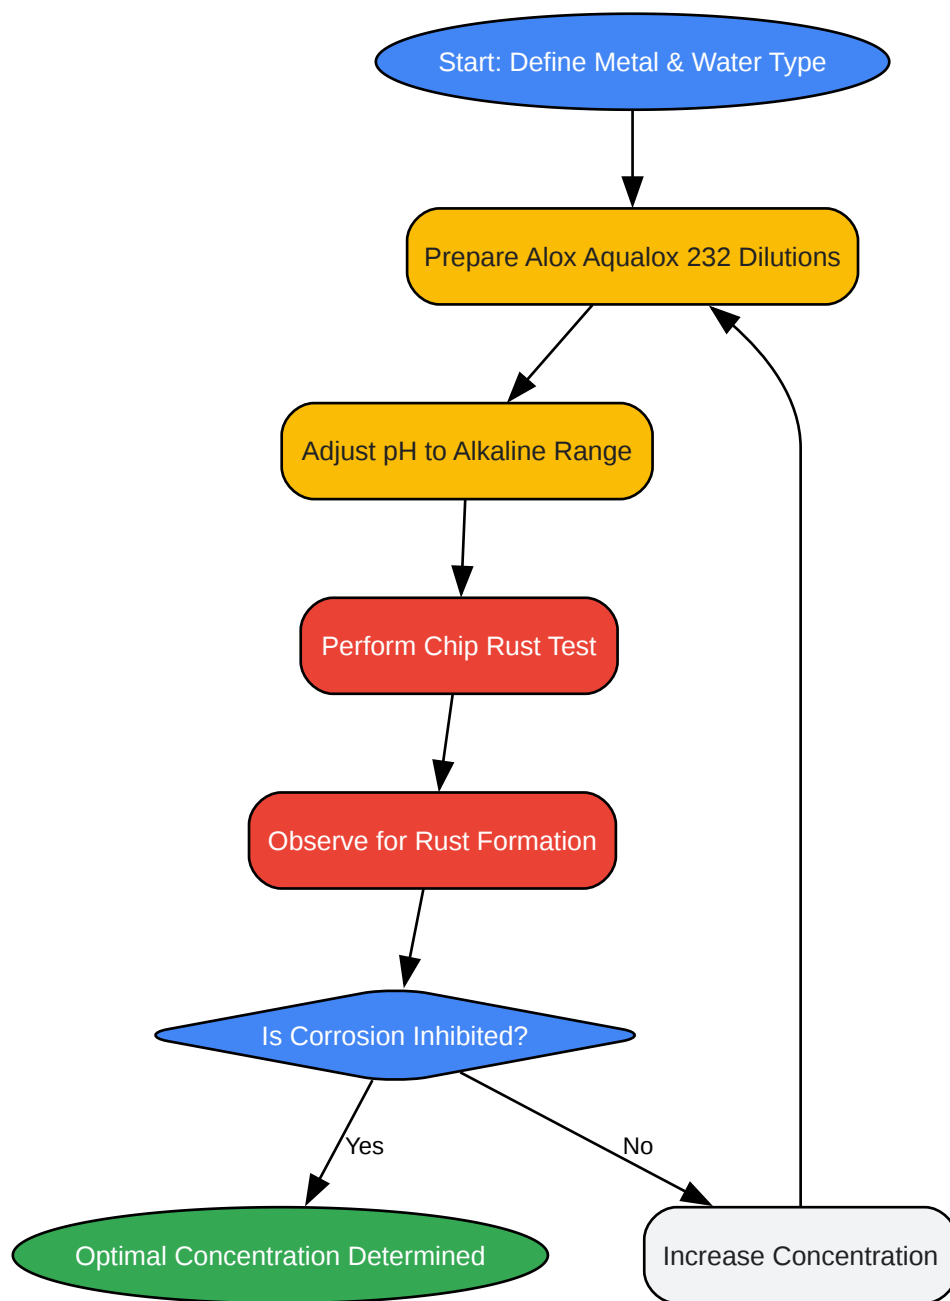 Start: Define Metal & Water Type
Prepare Alox Aqualox 232 Dilutions
Adjust pH to Alkaline Range
Perform Chip Rust Test
Observe for Rust Formation
Is Corrosion Inhibited?
Yes
No
Optimal Concentration Determined
Increase Concentration